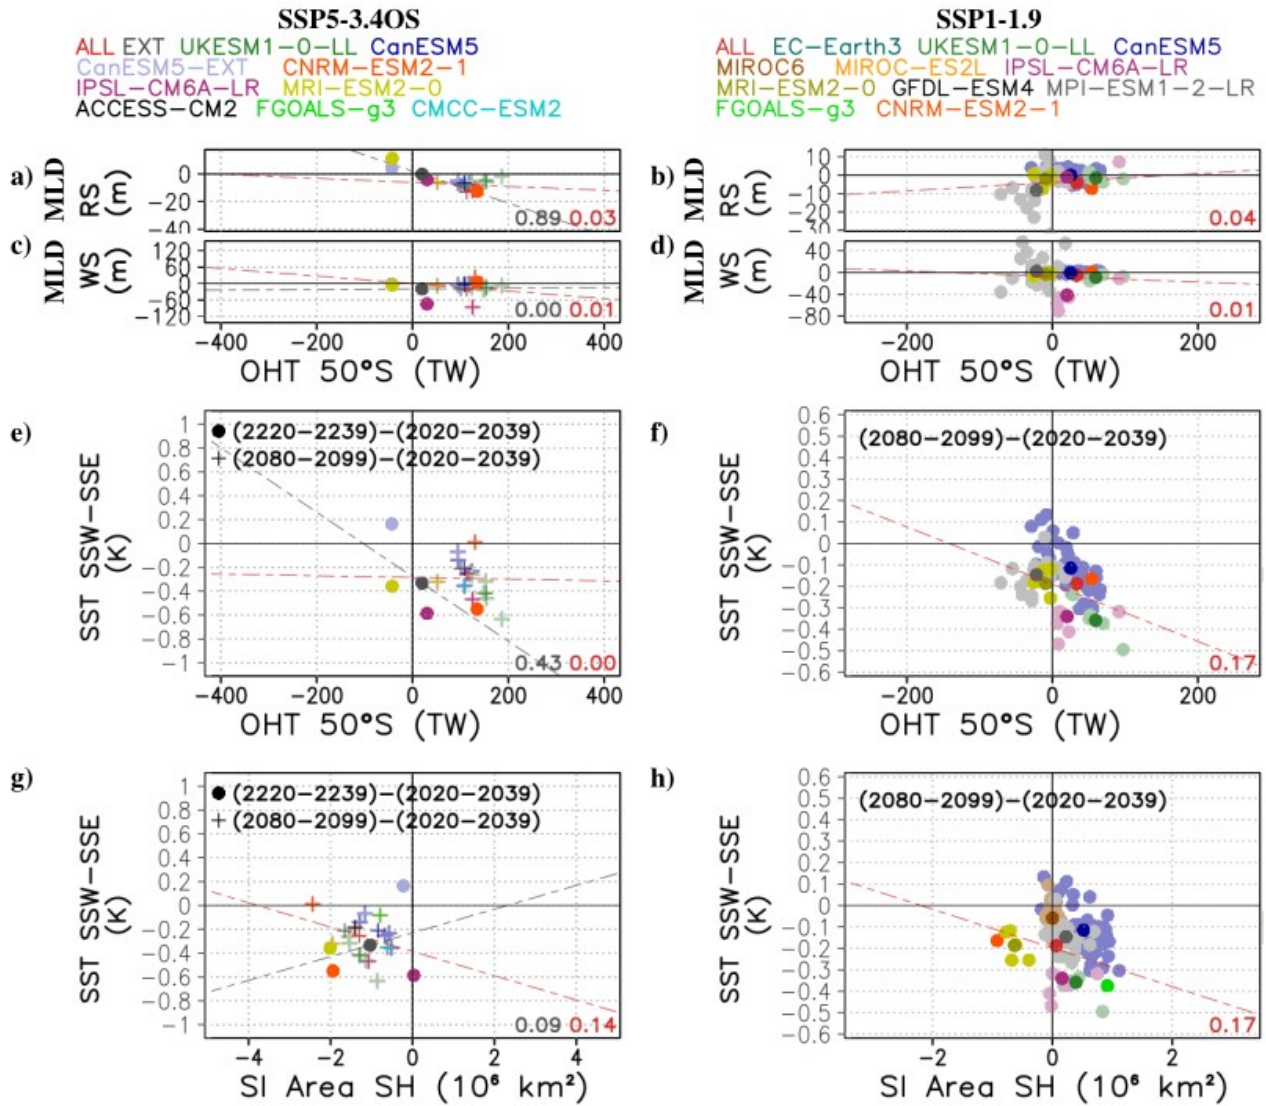 SSP5-3.4OS
ALL EXT UKESM1-0-LL CanESM5
CanESM5-EXT CNRM-ESM2-1
IPSL-CM6A-LR MRI-ESM2-0
ACCESS-CM2 FGOALS-g3 CMCC-ESM2
SSP1-1.9
ALL EC-Earth3 UKESM1-0-LL CanESM5
MIROC6 MIROC-ES2L IPSL-CM6A-LR
MRI-ESM2-0 GFDL-ESM4 MPI-ESM1-2-LR
FGOALS-g3 CNRM-ESM2-1
a) MLD
RS
(m)
0
-20
-40
0.89 0.03
b) MLD
RS
(m)
10
0
-10
-20
-30
0.04
c) MLD
WS
(m)
120
60
0
-60
-120
0.00 0.01
-400 -200 0 200 400
OHT 50°S (TW)
d) MLD
WS
(m)
40
0
-40
-80
0.01
-200 0 200
OHT 50°S (TW)
e)
SST SSW-SSE
(K)
1
0.8
0.6
0.4
0.2
0
-0.2
-0.4
-0.6
-0.8
-1
(2220-2239)-(2020-2039)
(2080-2099)-(2020-2039)
0.43 0.00
-400 -200 0 200 400
OHT 50°S (TW)
f)
SST SSW-SSE
(K)
0.6
0.5
0.4
0.3
0.2
0.1
0
-0.1
-0.2
-0.3
-0.4
-0.5
-0.6
(2080-2099)-(2020-2039)
0.17
-200 0 200
OHT 50°S (TW)
g)
SST SSW-SSE
(K)
1
0.8
0.6
0.4
0.2
0
-0.2
-0.4
-0.6
-0.8
-1
(2220-2239)-(2020-2039)
(2080-2099)-(2020-2039)
0.09 0.14
-4 -2 0 2 4
SI Area SH (10⁶ km²)
h)
SST SSW-SSE
(K)
0.6
0.5
0.4
0.3
0.2
0.1
0
-0.1
-0.2
-0.3
-0.4
-0.5
-0.6
(2080-2099)-(2020-2039)
0.17
-2 0 2
SI Area SH (10⁶ km²)